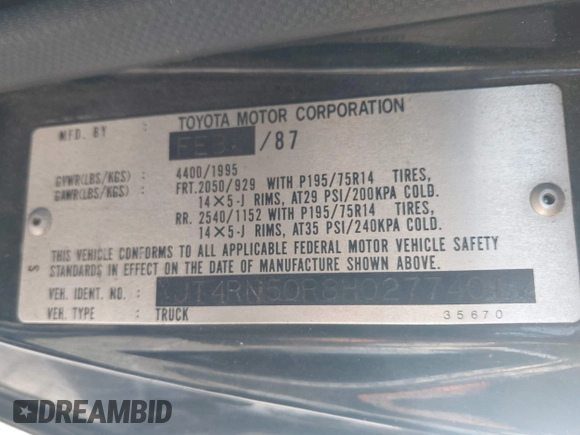 MFD. BY : TOYOTA MOTOR CORPORATION
FEB. /87
GVWR(LBS/KGS) : 4400/1995
GAWR(LBS/KGS) : FRT. 2050/929 WITH P195/75R14 TIRES,
14×5-J RIMS, AT29 PSI/200KPA COLD.
RR. 2540/1152 WITH P195/75R14 TIRES,
14×5-J RIMS, AT35 PSI/240KPA COLD.
THIS VEHICLE CONFORMS TO ALL APPLICABLE FEDERAL MOTOR VEHICLE SAFETY
S STANDARDS IN EFFECT ON THE DATE OF MANUFACTURE SHOWN ABOVE.
VEH. IDENT. NO. :
VEH. TYPE : TRUCK 35670
DREAMBID